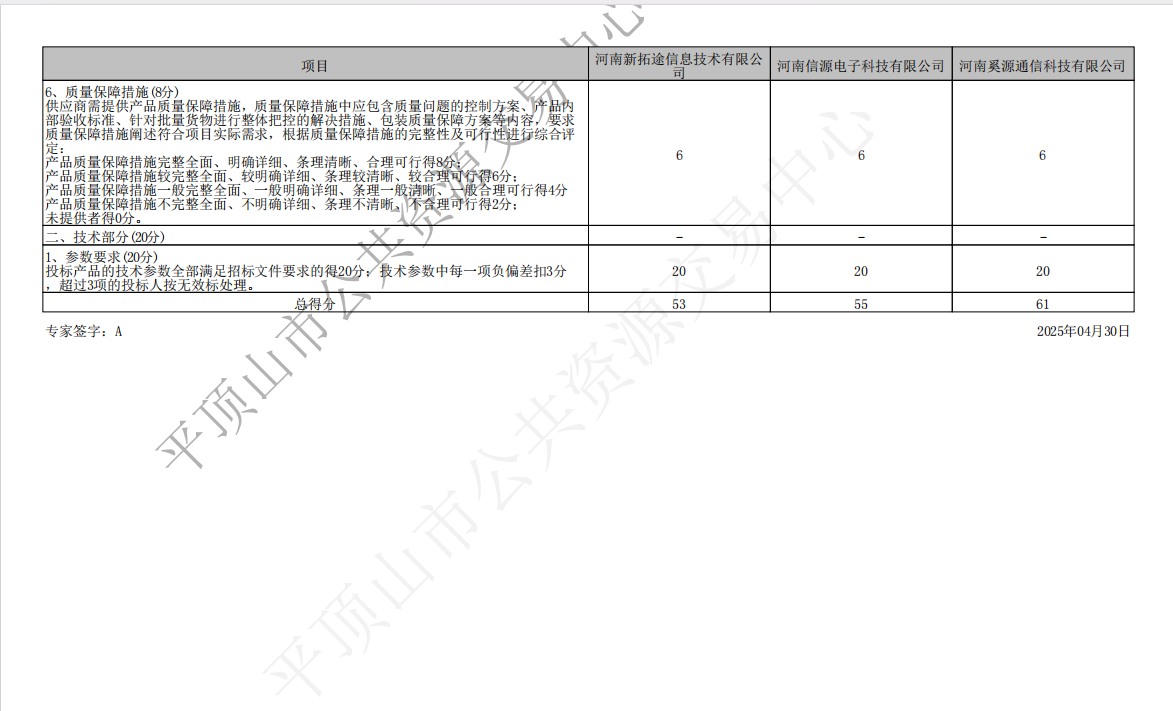 项目
河南新拓途信息技术有限公
司
河南信源电子科技有限公司
河南奚源通信科技有限公司
6、质量保障措施(8分)
供应商需提供产品质量保障措施，质量保障措施中应包含质量问题的控制方案、产品内
部验收标准、针对批量货物进行整体把控的解决措施、包装质量保障方案等内容，要求
质量保障措施阐述符合项目实际需求，根据质量保障措施的完整性及可行性进行综合评
定：
产品质量保障措施完整全面、明确详细、条理清晰、合理可行得8分；
产品质量保障措施较完整全面、较明确详细、条理较清晰、较合理可行得6分；
产品质量保障措施一般完整全面、一般明确详细、条理一般清晰、一般合理可行得4分
产品质量保障措施不完整全面、不明确详细、条理不清晰、不合理可行得2分；
未提供者得0分。
6
6
6
二、技术部分(20分)
-
-
-
1、参数要求(20分)
投标产品的技术参数全部满足招标文件要求的得20分；技术参数中每一项负偏差扣3分
，超过3项的投标人按无效标处理。
20
20
20
总得分
53
55
61
专家签字：A
2025年04月30日
平顶山市公共资源交易中心
平顶山市公共资源交易中心